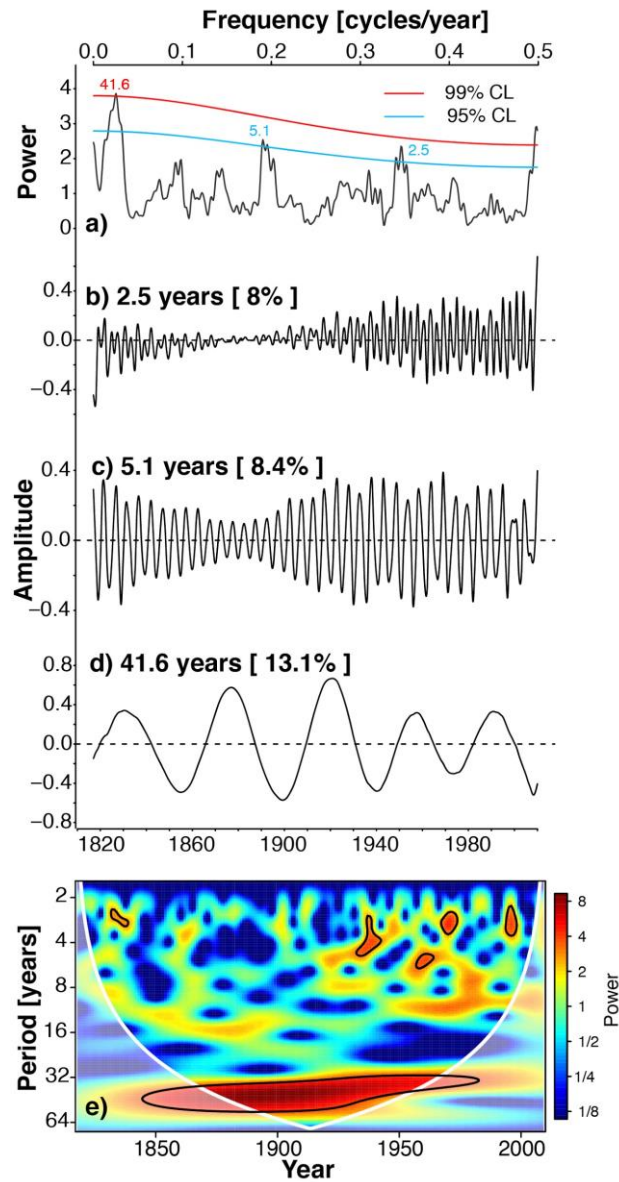 Frequency [cycles/year]
0.0 0.1 0.2 0.3 0.4 0.5
4
3
2
1
0
Power
41.6
5.1
2.5
99% CL
95% CL
a)
b) 2.5 years [ 8% ]
0.4
0.0
−0.4
c) 5.1 years [ 8.4% ]
0.4
0.0
−0.4
Amplitude
d) 41.6 years [ 13.1% ]
0.8
0.4
0.0
−0.4
−0.8
1820 1860 1900 1940 1980
2
4
8
16
32
64
Period [years]
e)
8
4
2
1
1/2
1/4
1/8
Power
1850 1900 1950 2000
Year